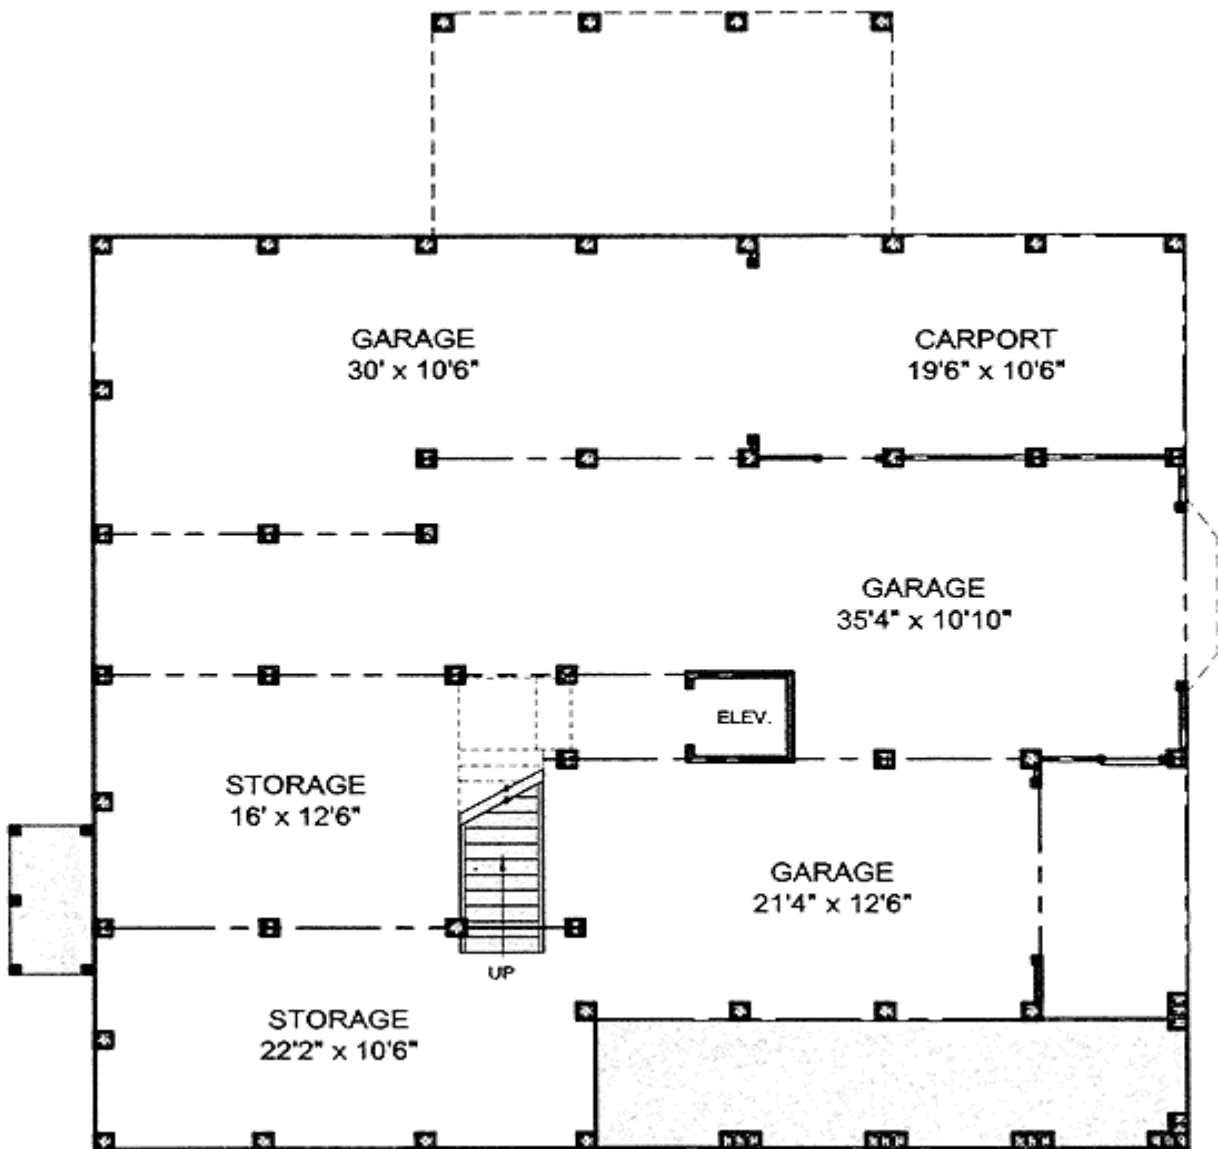 GARAGE
30' x 10'6"
CARPORT
19'6" x 10'6"
GARAGE
35'4" x 10'10"
ELEV.
STORAGE
16' x 12'6"
GARAGE
21'4" x 12'6"
UP
STORAGE
22'2" x 10'6"